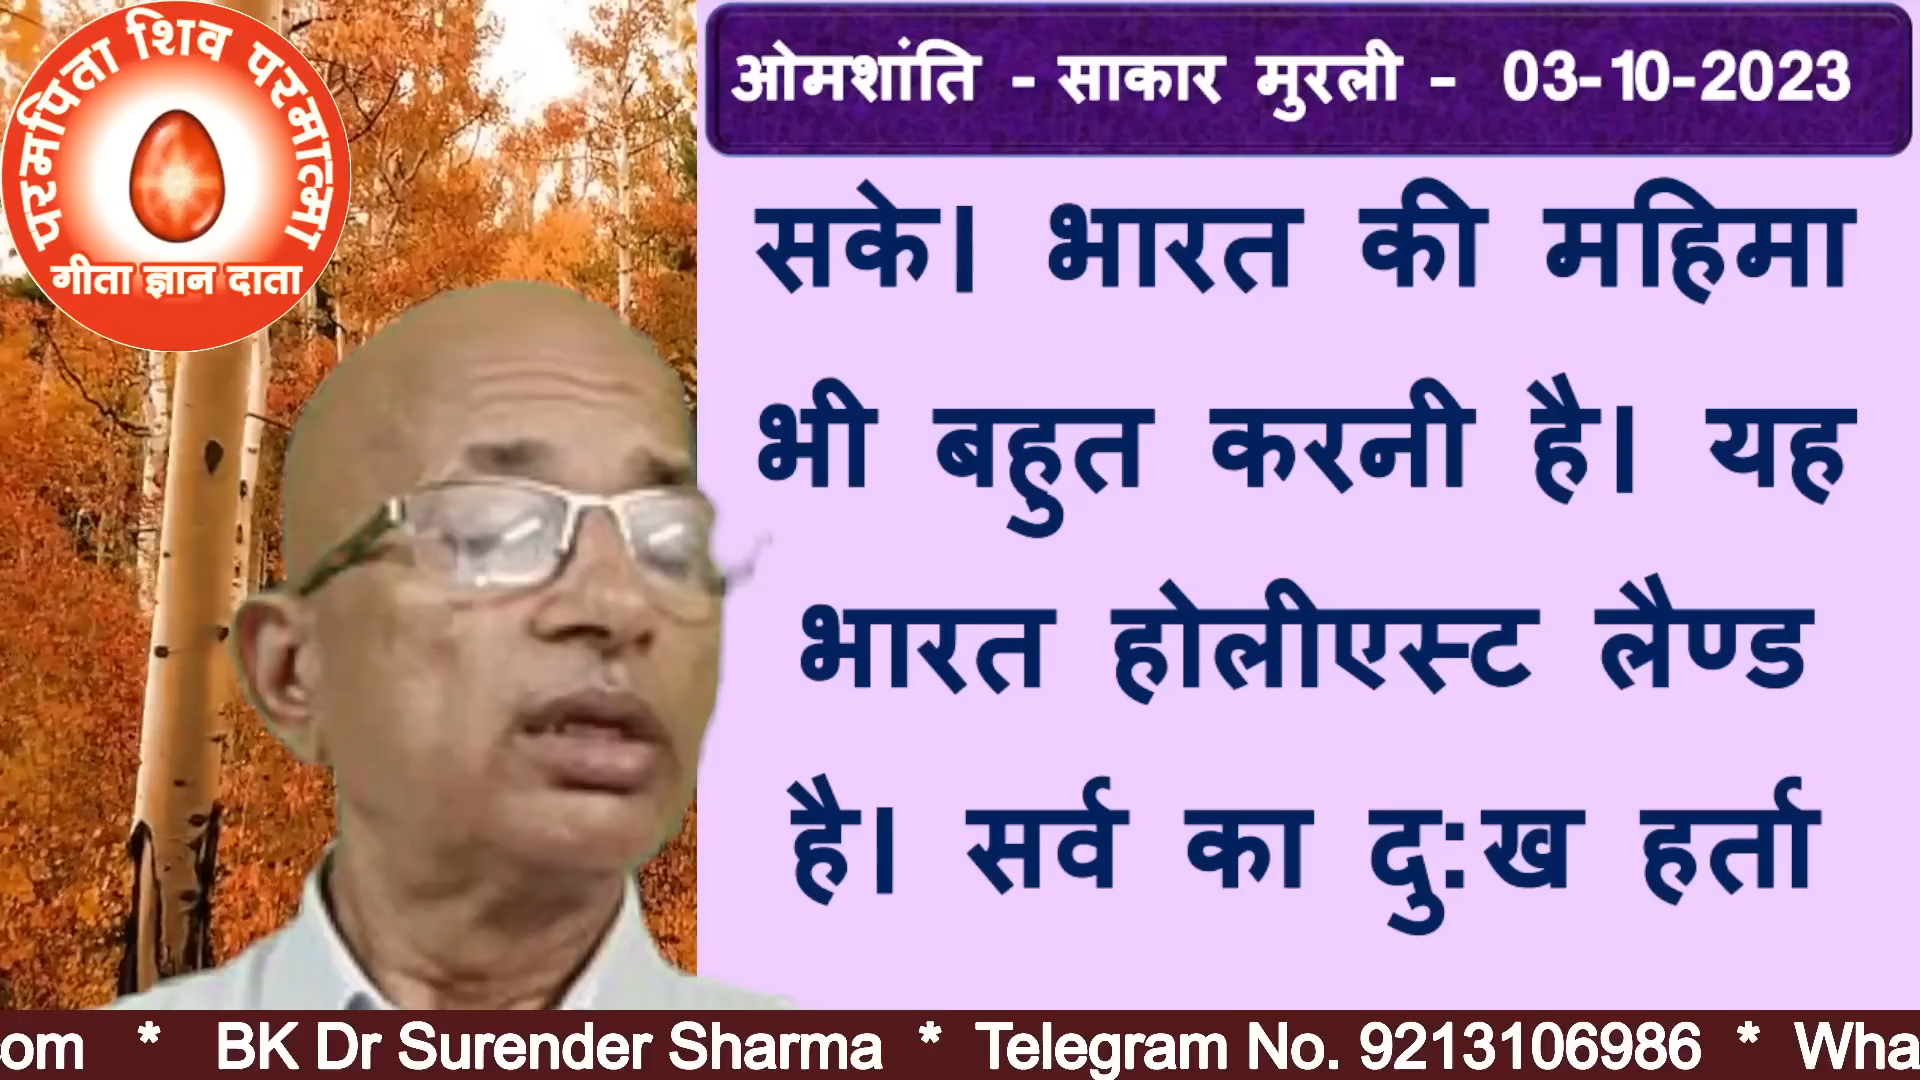 परमपिता शिव परमात्मा
गीता ज्ञान दाता
ओमशांति - साकार मुरली - 03-10-2023
सके। भारत की महिमा
भी बहुत करनी है। यह
भारत होलीएस्ट लैण्ड
है। सर्व का दु:ख हर्ता
om * BK Dr Surender Sharma * Telegram No. 9213106986 * Wha